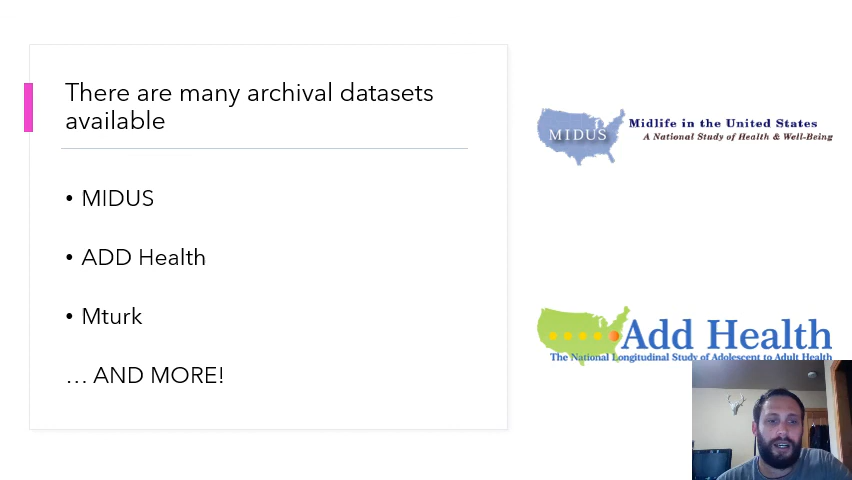 There are many archival datasets
available
• MIDUS
• ADD Health
• Mturk
… AND MORE!
MIDUS
Midlife in the United States
A National Study of Health & Well-Being
Add Health
The National Longitudinal Study of Adolescent to Adult Health